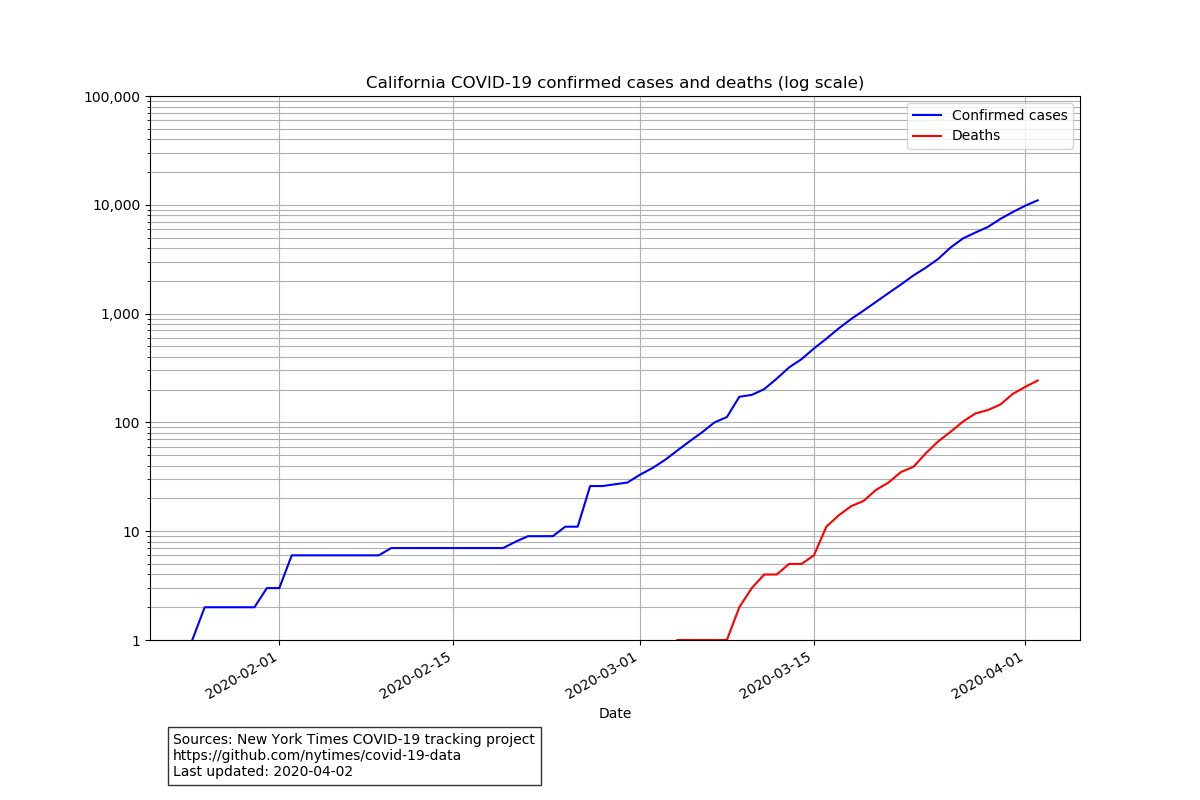 California COVID-19 confirmed cases and deaths (log scale)
100,000
10,000
1,000
100
10
1
Confirmed cases
Deaths
2020-02-01
2020-02-15
2020-03-01
2020-03-15
2020-04-01
Date
Sources: New York Times COVID-19 tracking project
https://github.com/nytimes/covid-19-data
Last updated: 2020-04-02